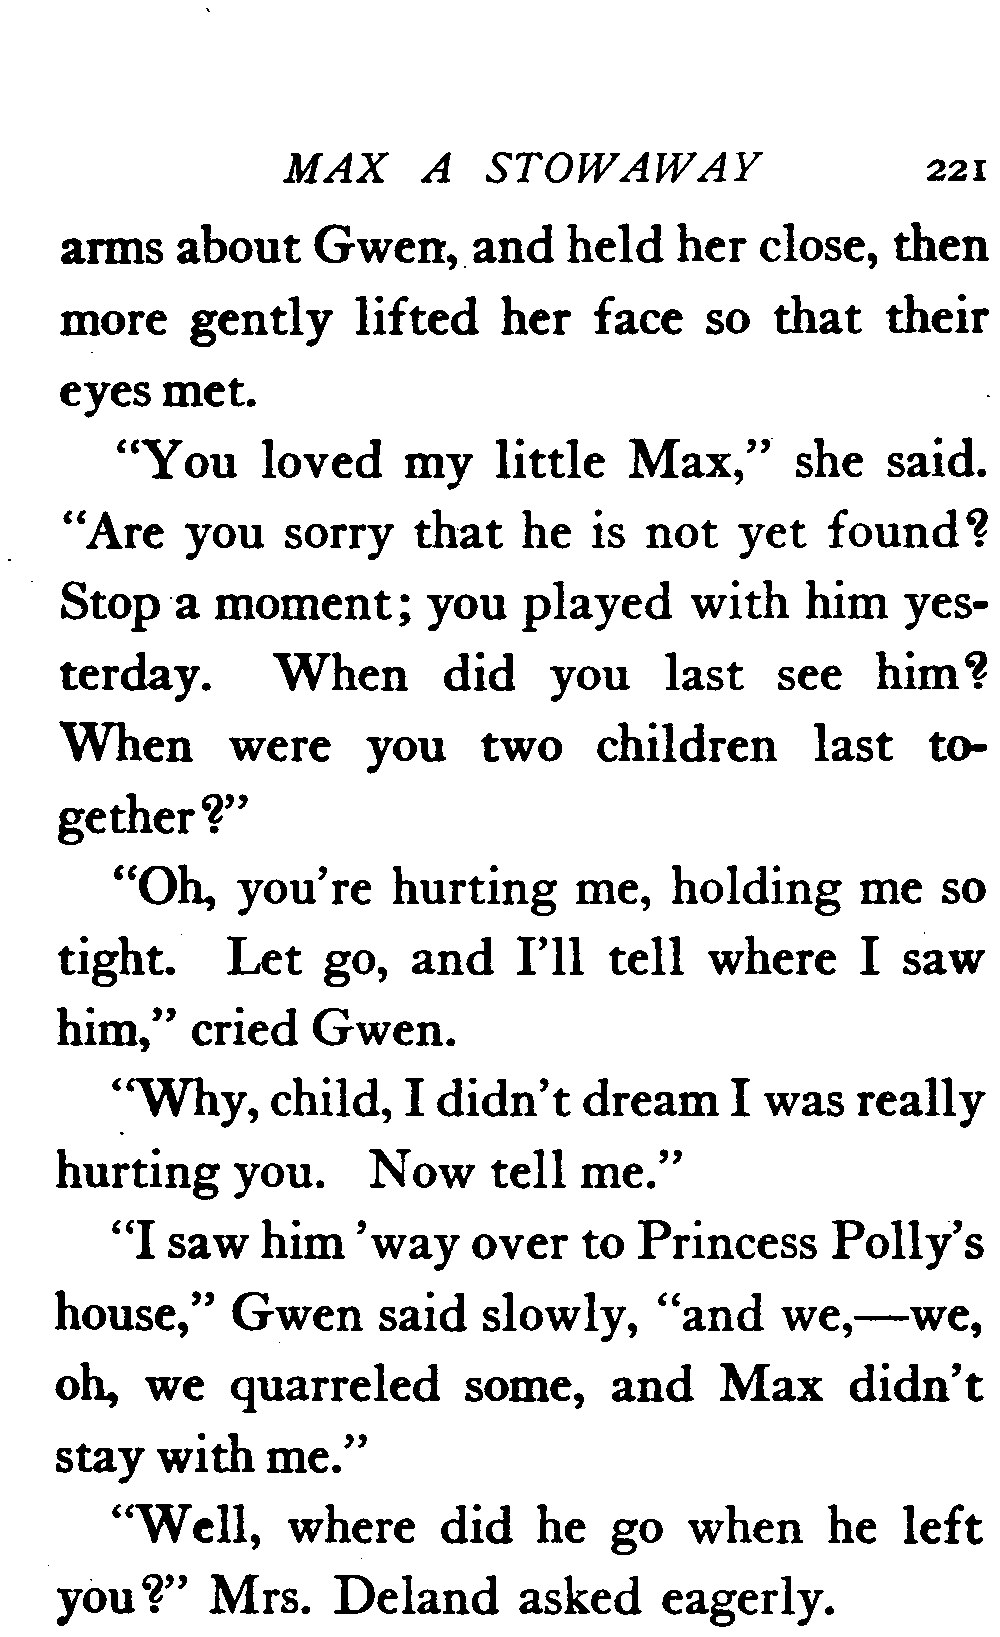 MAX A STOWAWAY 221
arms about Gwen, and held her close, then
more gently lifted her face so that their
eyes met.
“You loved my little Max,” she said.
“Are you sorry that he is not yet found?
Stop a moment; you played with him yes-
terday. When did you last see him?
When were you two children last to-
gether?”
“Oh, you’re hurting me, holding me so
tight. Let go, and I’ll tell where I saw
him,” cried Gwen.
“Why, child, I didn’t dream I was really
hurting you. Now tell me.”
“I saw him ’way over to Princess Polly’s
house,” Gwen said slowly, “and we,—we,
oh, we quarreled some, and Max didn’t
stay with me.”
“Well, where did he go when he left
you?” Mrs. Deland asked eagerly.